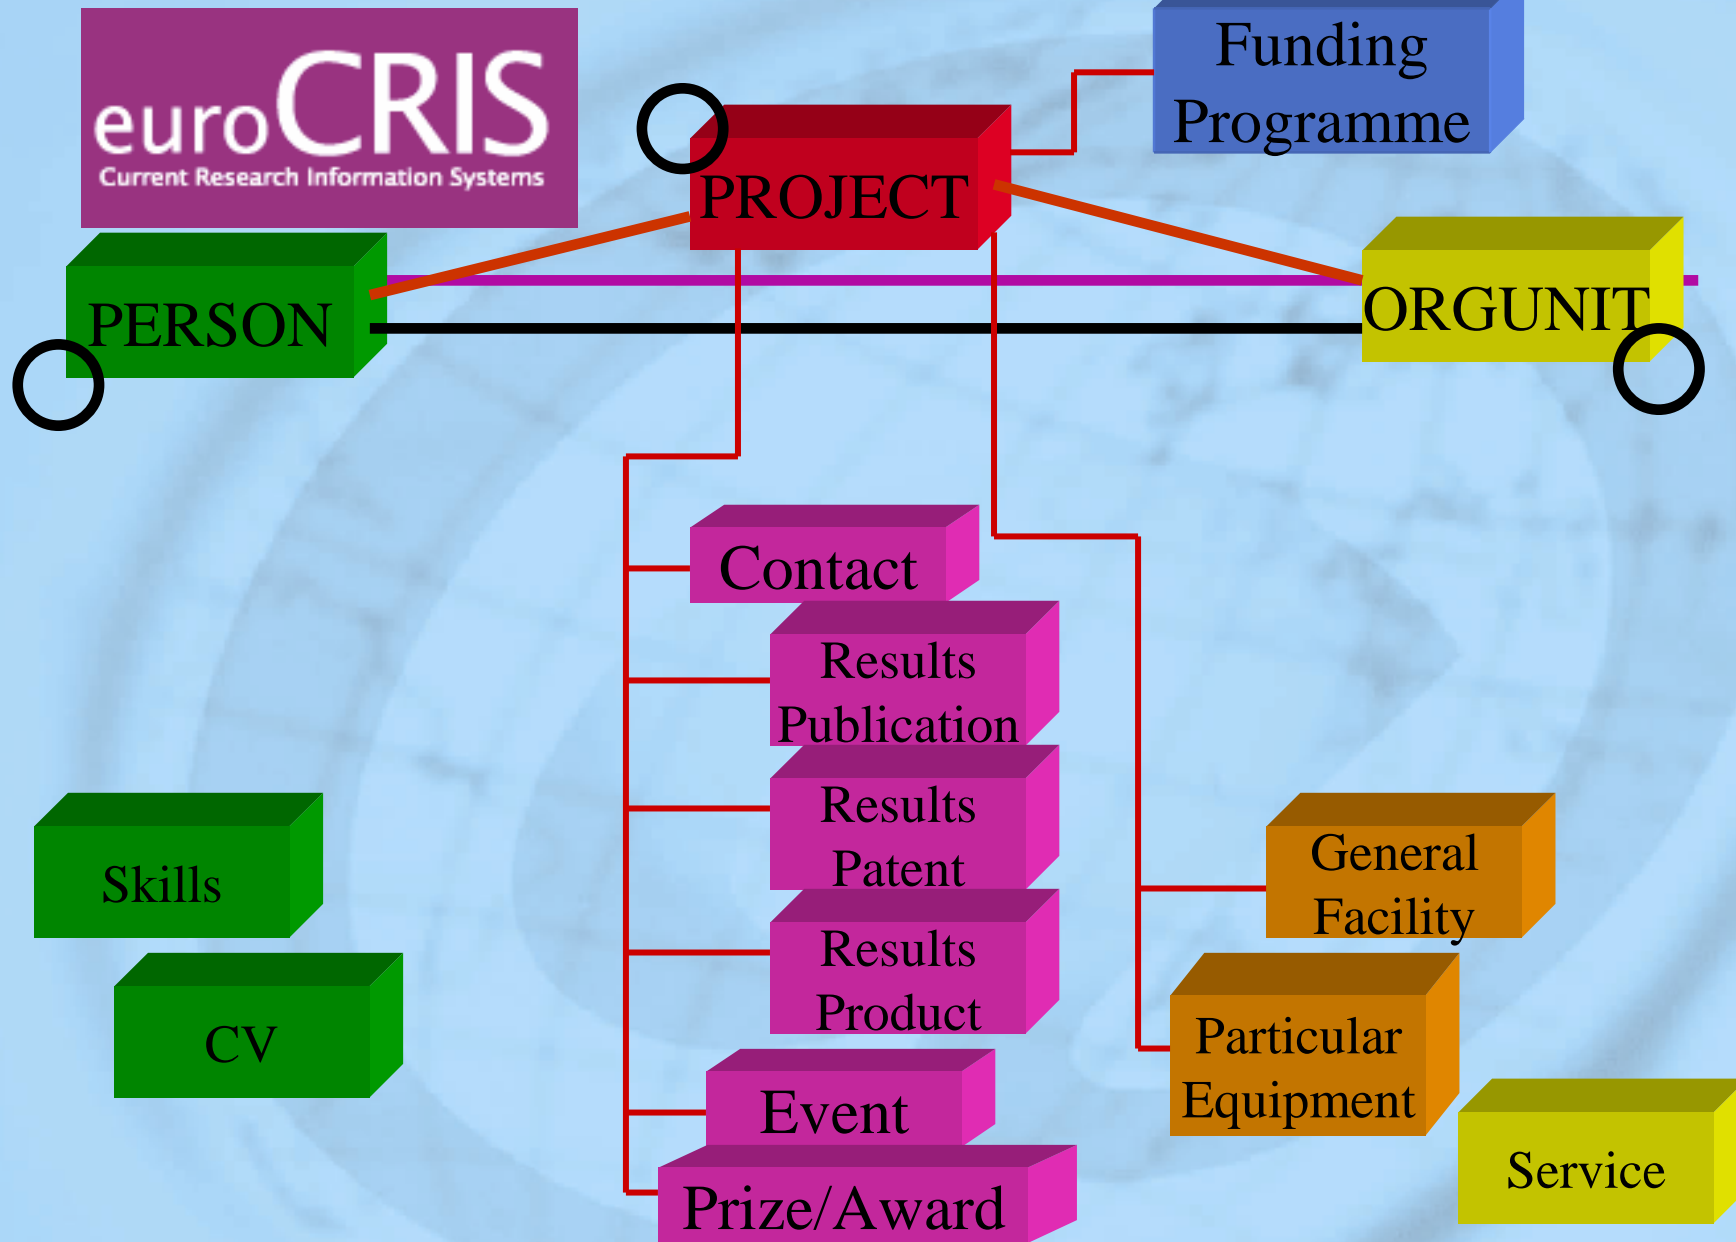 euroCRIS
Current Research Information Systems
Funding
Programme
PROJECT
PERSON
ORGUNIT
Contact
Results
Publication
Results
Patent
Results
Product
Event
Prize/Award
Skills
CV
General
Facility
Particular
Equipment
Service